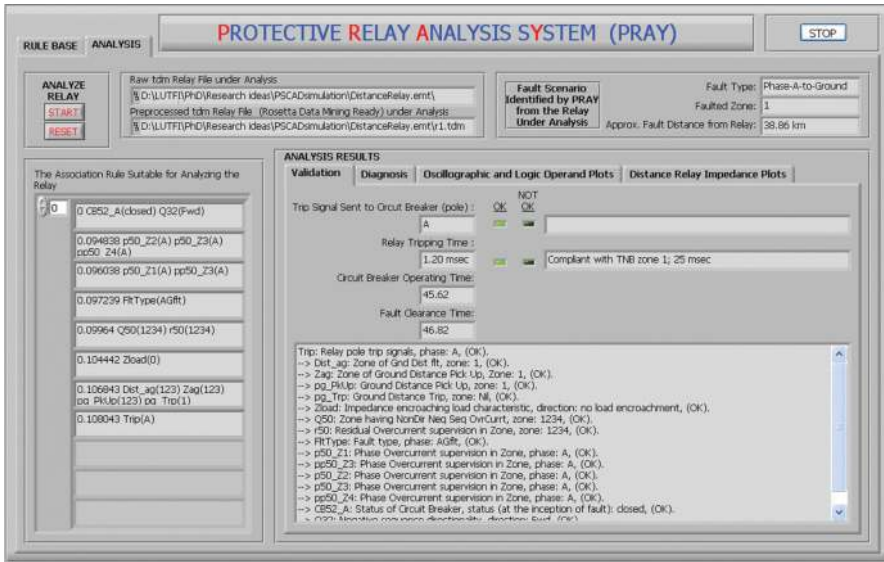 PROTECTIVE RELAY ANALYSIS SYSTEM (PRAY)
STOP
RULE BASE
ANALYSIS
ANALYZE RELAY
START
RESET
Raw tdm Relay File under Analysis
D:\LUTFI\PhD\Research ideas\PSCADsimulation\DistanceRelay.emt\
Preprocessed tdm Relay File (Rosetta Data Mining Ready) under Analysis
D:\LUTFI\PhD\Research ideas\PSCADsimulation\DistanceRelay.emt\r1.tdm
Fault Scenario
Identified by PRAY
from the Relay
Under Analysis
Fault Type: Phase-A-to-Ground
Faulted Zone: 1
Approx. Fault Distance from Relay: 38.86 km
The Association Rule Suitable for Analyzing the
Relay
0
0 CB52_A(closed) Q32(Fwd)
0.094838 p50_Z2(A) p50_Z3(A)
pp50_Z4(A)
0.096038 p50_Z1(A) pp50_Z3(A)
0.097239 FltType(AGflt)
0.09964 Q50(1234) r50(1234)
0.104442 Zload(0)
0.106843 Dist_ag(123) Zag(123)
pg_PkUp(123) pg_Trp(1)
0.108043 Trip(A)
ANALYSIS RESULTS
Validation
Diagnosis
Oscillographic and Logic Operand Plots
Distance Relay Impedance Plots
Trip Signal Sent to Circut Breaker (pole) :
OK
NOT
OK
A
Relay Tripping Time :
1.20 msec
Compliant with TNB zone 1; 25 msec
Circuit Breaker Operating Time:
45.62
Fault Clearance Time:
46.82
Trip: Relay pole trip signals, phase: A, (OK).
--> Dist_ag: Zone of Gnd Dist flt, zone: 1, (OK).
--> Zag: Zone of Ground Distance Pick Up, Zone: 1, (OK).
--> pg_PkUp: Ground Distance Pick Up, zone: 1, (OK).
--> pg_Trp: Ground Distance Trip, zone: Nil, (OK).
--> Zload: Impedance encroaching load characteristic, direction: no load encroachment, (OK).
--> Q50: Zone having NonDir Neg Seq OvrCurrt, zone: 1234, (OK).
--> r50: Residual Overcurrent supervision in Zone, zone: 1234, (OK).
--> FltType: Fault type, phase: AGflt, (OK).
--> p50_Z1: Phase Overcurrent supervision in Zone, phase: A, (OK).
--> pp50_Z3: Phase Overcurrent supervision in Zone, phase: A, (OK).
--> p50_Z2: Phase Overcurrent supervision in Zone, phase: A, (OK).
--> p50_Z3: Phase Overcurrent supervision in Zone, phase: A, (OK).
--> pp50_Z4: Phase Overcurrent supervision in Zone, phase: A, (OK).
--> CB52_A: Status of Circuit Breaker, status (at the inception of fault): closed, (OK).
--> Q32: Negative sequence directionality, direction: Fwd, (OK).